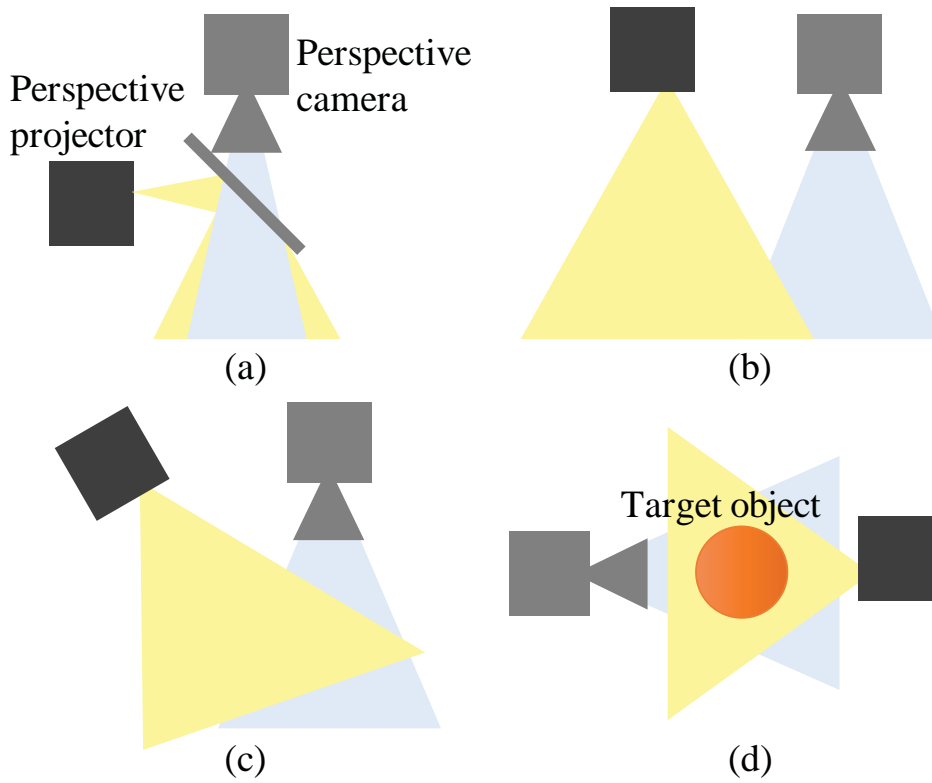 Perspective
camera
Perspective
projector
(a)
(b)
Target object
(c)
(d)